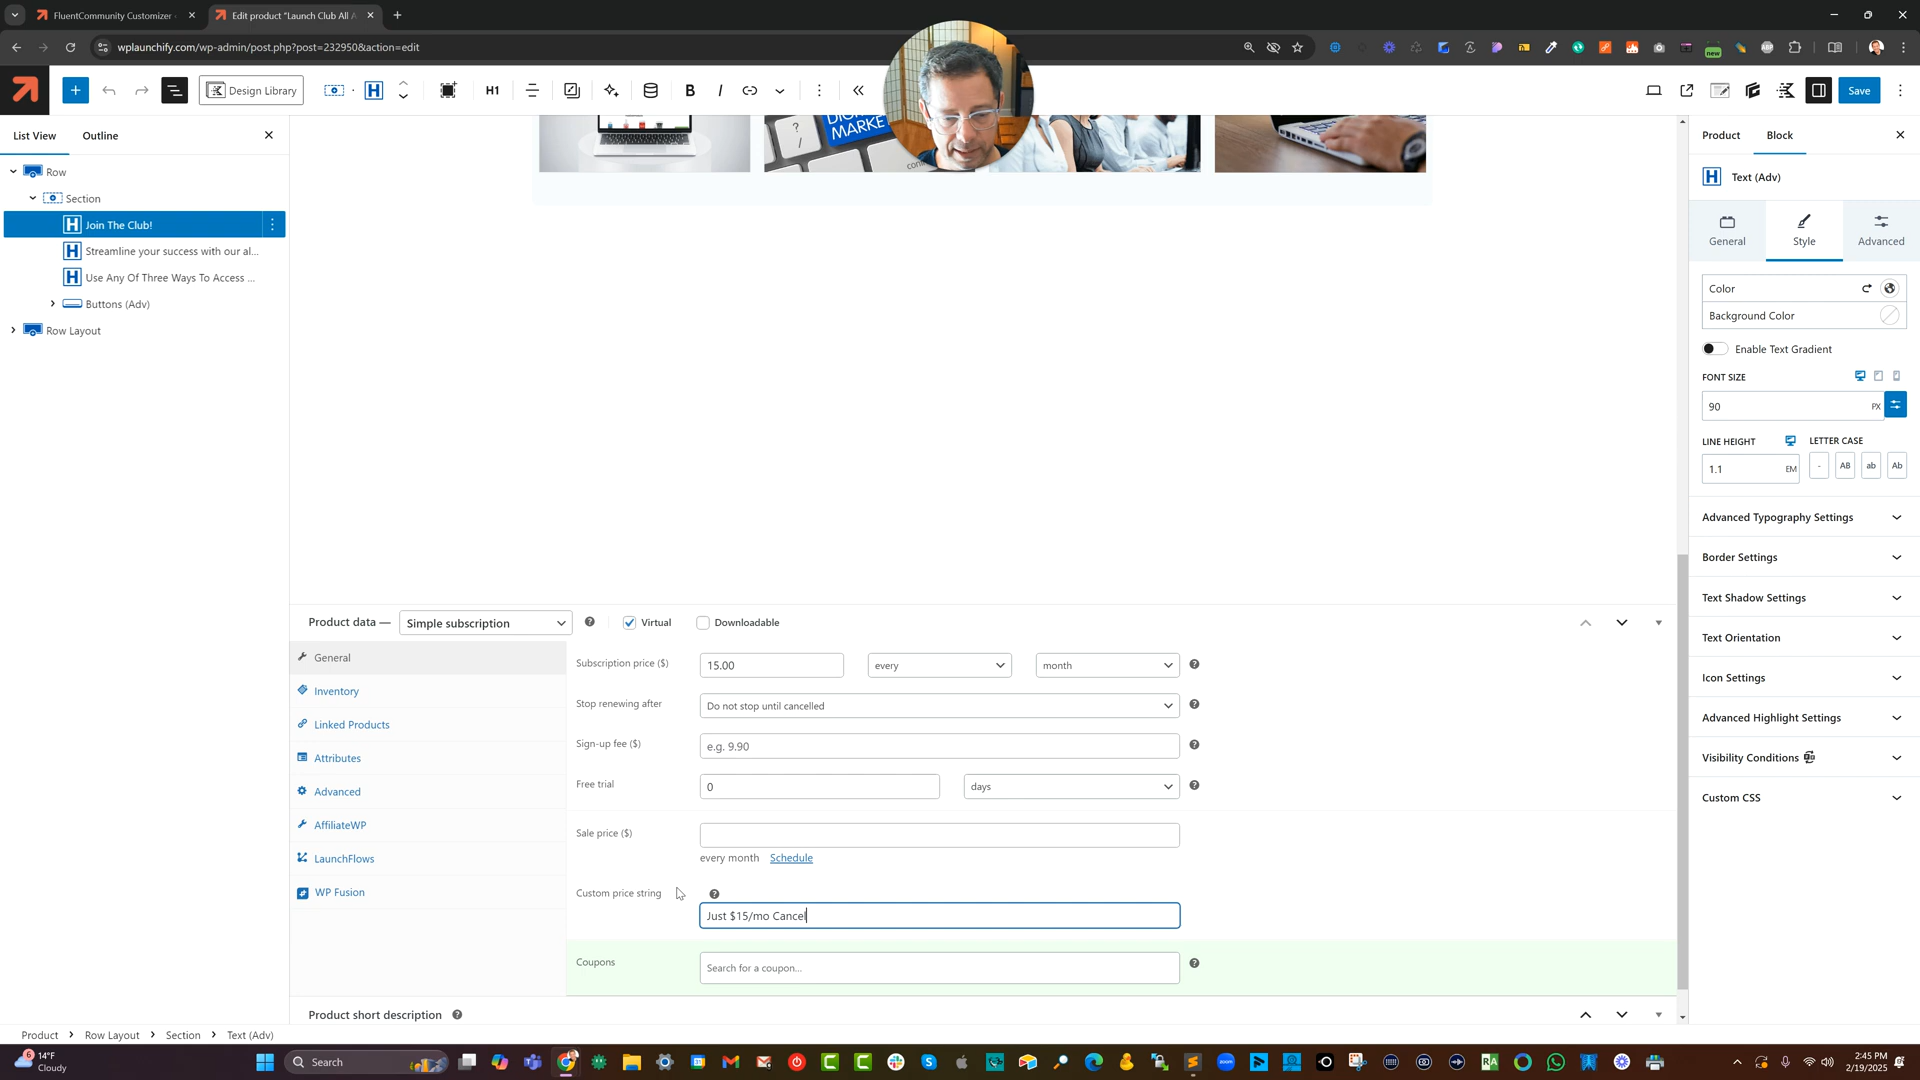 FluentCommunity Customizer
Edit product "Launch Club All A
wplaunchify.com/wp-admin/post.php?post=232950&action=edit
new
Design Library
H1
B
I
Save
List View
Outline
Product
Block
Row
Section
Join The Club!
Streamline your success with our al...
Use Any Of Three Ways To Access ...
Buttons (Adv)
Row Layout
Text (Adv)
General
Style
Advanced
Color
Background Color
Enable Text Gradient
FONT SIZE
90
PX
LINE HEIGHT
LETTER CASE
1.1
EM
-
AB
ab
Ab
Advanced Typography Settings
Border Settings
Text Shadow Settings
Text Orientation
Icon Settings
Advanced Highlight Settings
Visibility Conditions
Custom CSS
MARKE
Product data —
Simple subscription
Virtual
Downloadable
General
Inventory
Linked Products
Attributes
Advanced
AffiliateWP
LaunchFlows
WP Fusion
Subscription price ($)
15.00
every
month
Stop renewing after
Do not stop until cancelled
Sign-up fee ($)
e.g. 9.90
Free trial
0
days
Sale price ($)
every month Schedule
Custom price string
Just $15/mo Cancel
Coupons
Search for a coupon...
Product short description
Product
Row Layout
Section
Text (Adv)
14°F
Cloudy
Search
2:45 PM
2/19/2025